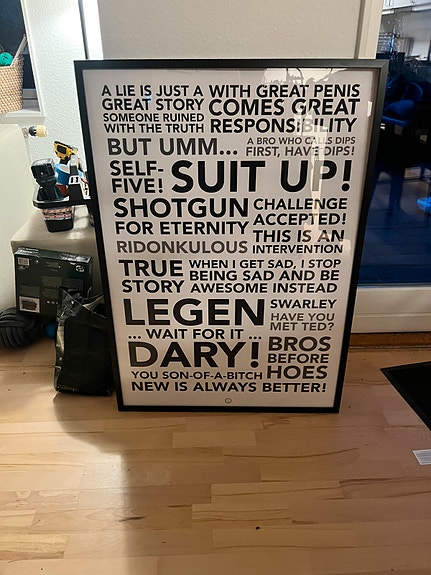 A LIE IS JUST A
GREAT STORY
SOMEONE RUINED
WITH THE TRUTH
WITH GREAT PENIS
COMES GREAT
RESPONSIBILITY
BUT UMM...
A BRO WHO CALLS DIPS
FIRST, HAVE DIPS!
SELF-
FIVE!
SUIT UP!
SHOTGUN
FOR ETERNITY
CHALLENGE
ACCEPTED!
RIDONKULOUS
THIS IS AN
INTERVENTION
TRUE
STORY
WHEN I GET SAD, I STOP
BEING SAD AND BE
AWESOME INSTEAD
LEGEN
... WAIT FOR IT ...
DARY!
SWARLEY
HAVE YOU
MET TED?
BROS
BEFORE
HOES
YOU SON-OF-A-BITCH
NEW IS ALWAYS BETTER!